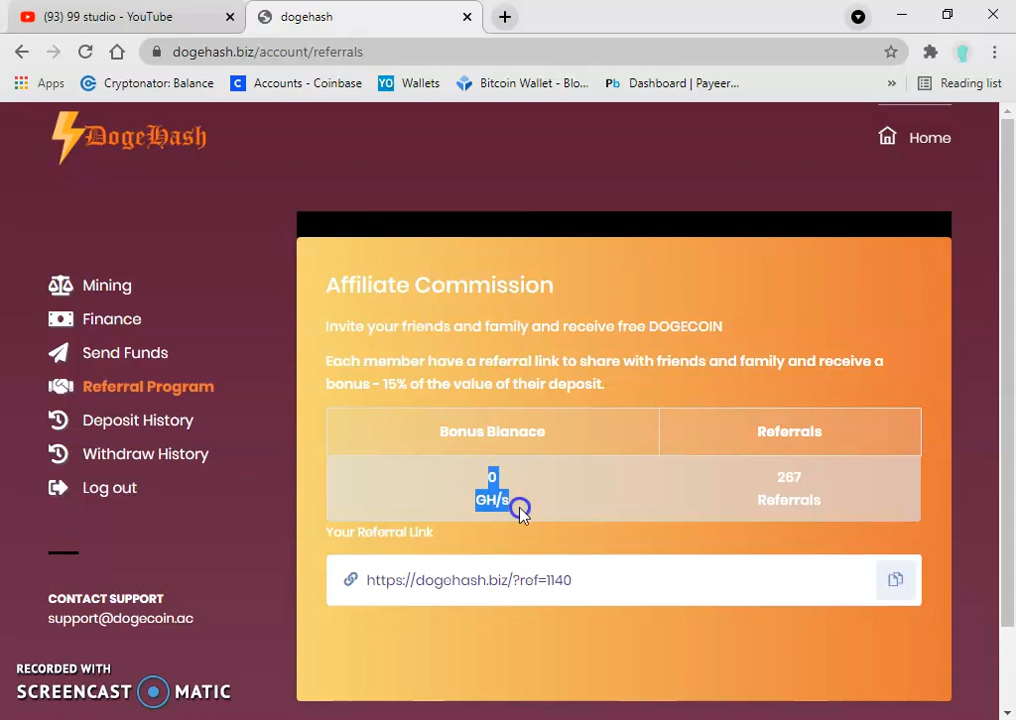 (93) 99 studio - YouTube
dogehash
dogehash.biz/account/referrals
Apps
Cryptonator: Balance
Accounts - Coinbase
YO Wallets
Bitcoin Wallet - Blo...
Pb Dashboard | Payeer...
»
Reading list
DogeHash
Home
Mining
Finance
Send Funds
Referral Program
Deposit History
Withdraw History
Log out
CONTACT SUPPORT
support@dogecoin.ac
Affiliate Commission
Invite your friends and family and receive free DOGECOIN
Each member have a referral link to share with friends and family and receive a
bonus - 15% of the value of their deposit.
Bonus Blanace
Referrals
0
GH/s
267
Referrals
Your Referral Link
https://dogehash.biz/?ref=1140
RECORDED WITH
SCREENCAST MATIC